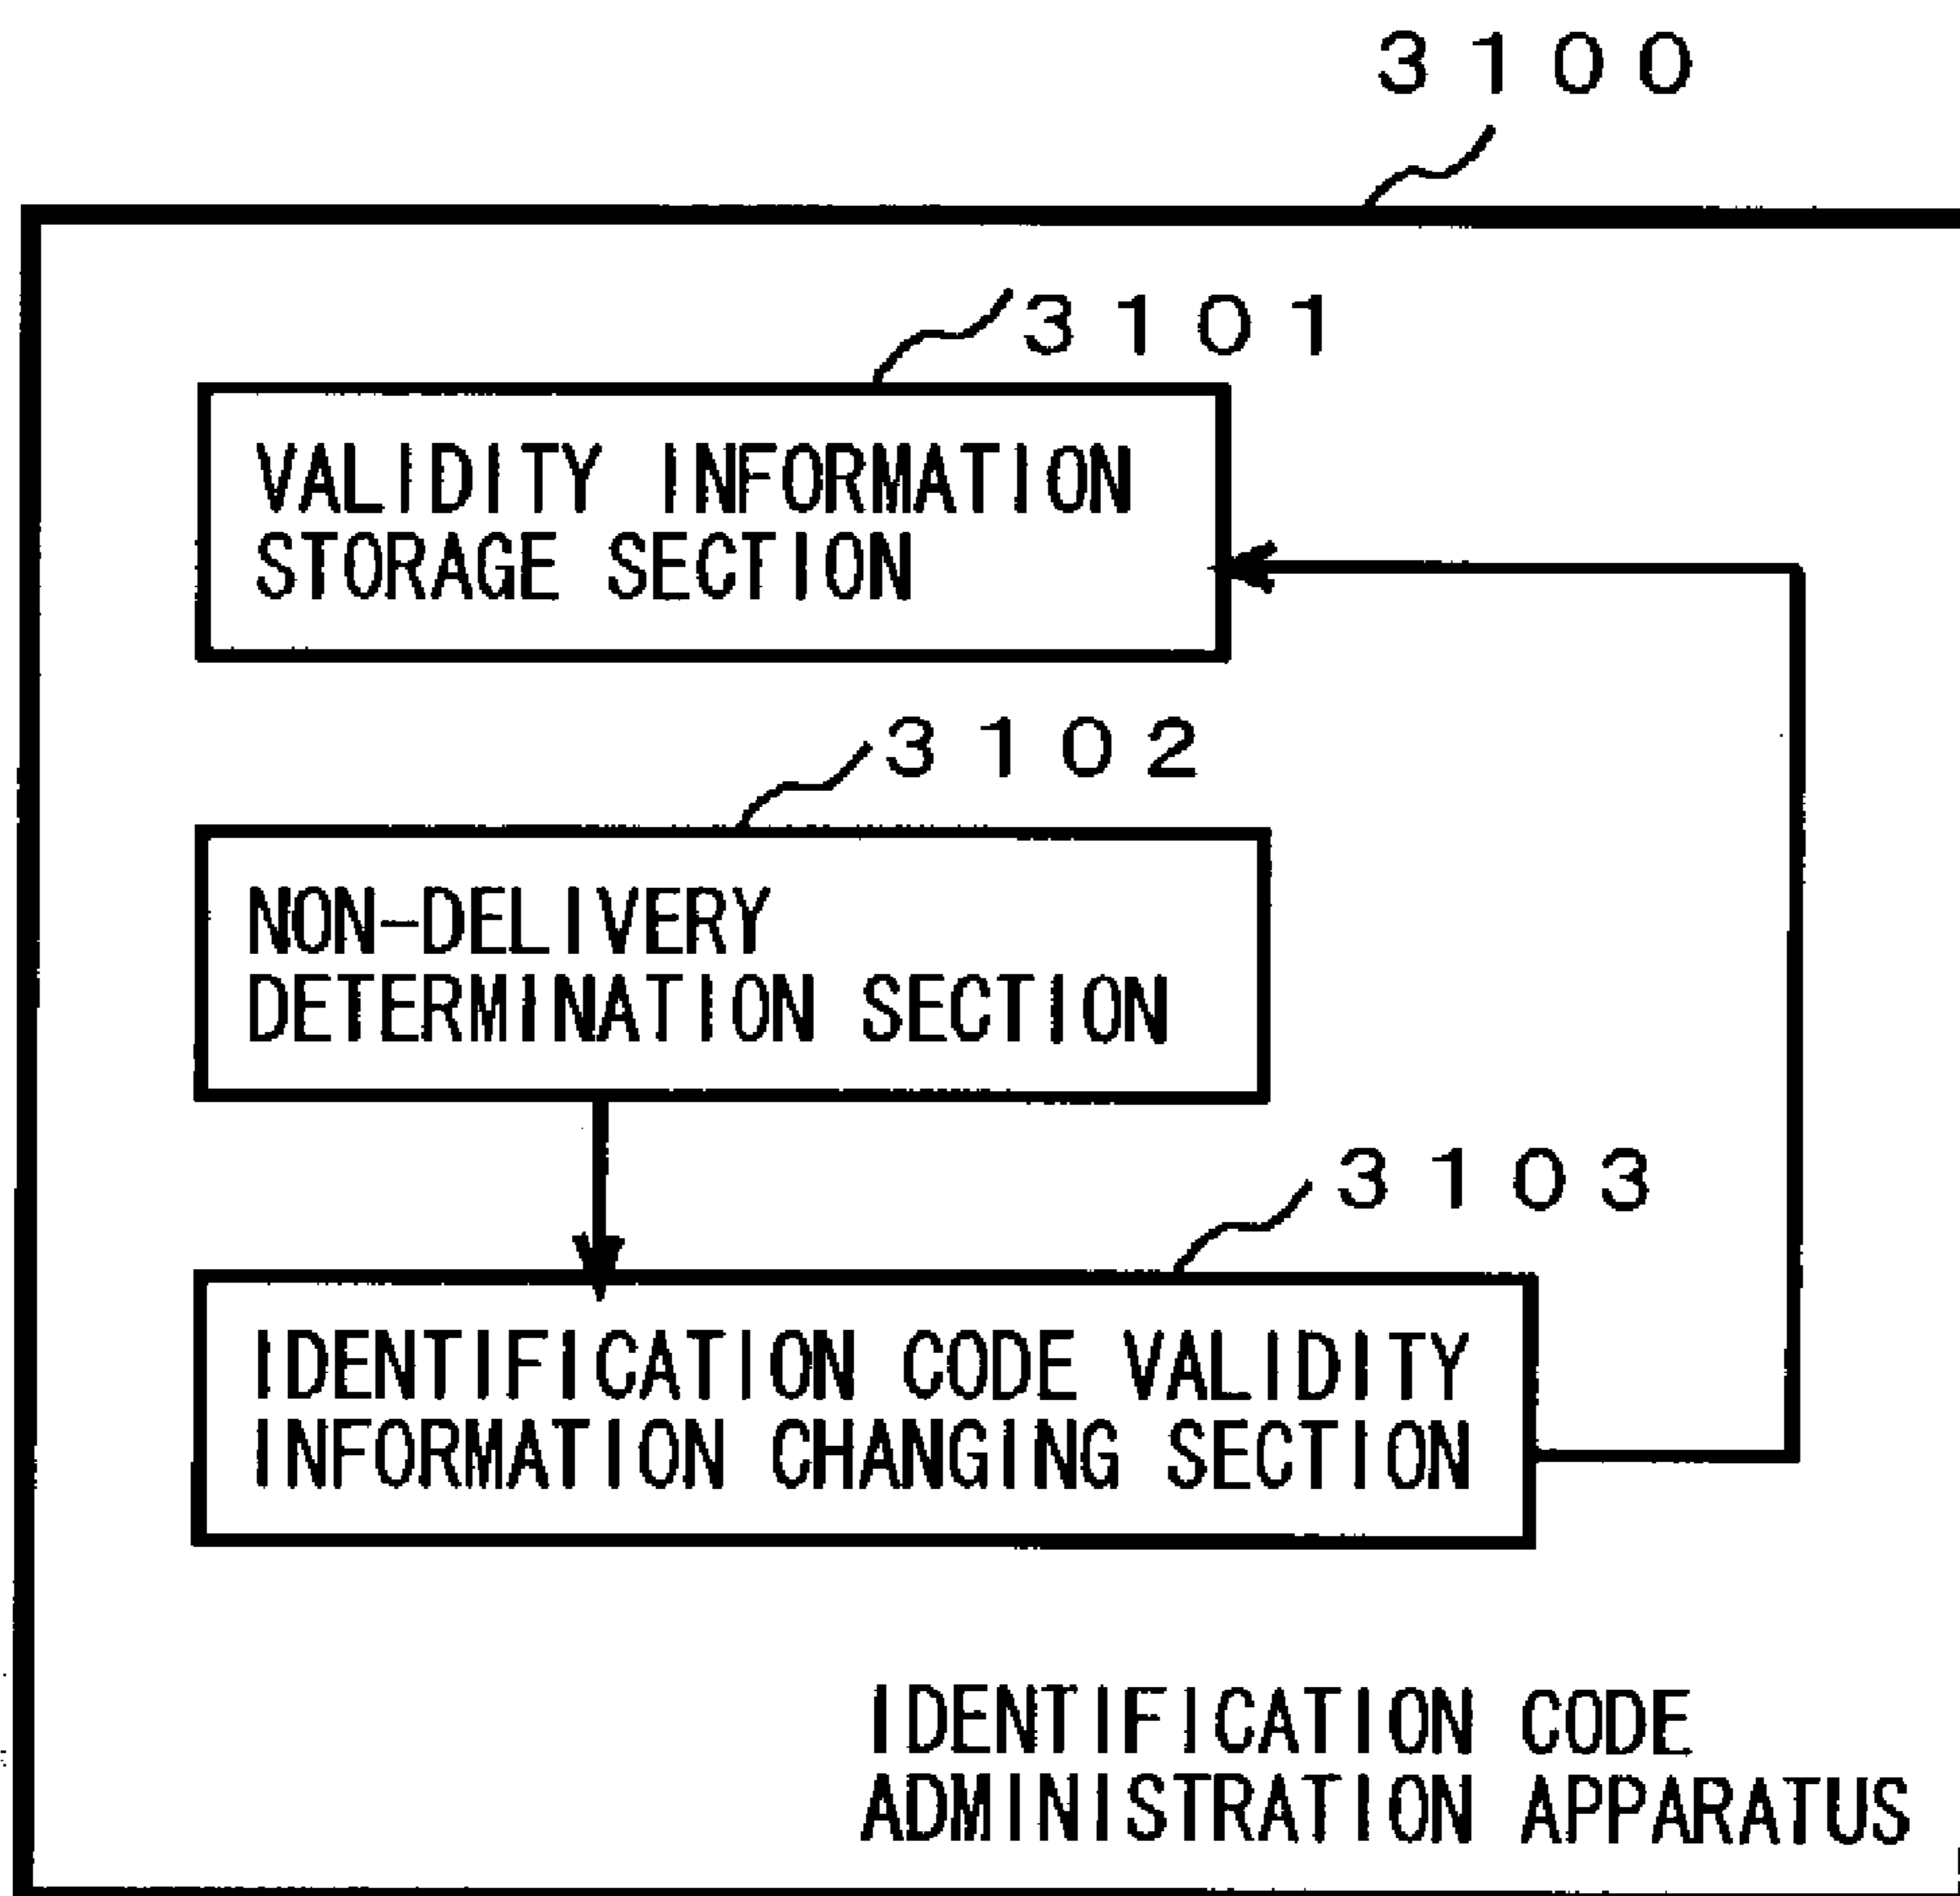 3100
3101
VALIDITY INFORMATION
STORAGE SECTION
3102
NON-DELIVERY
DETERMINATION SECTION
3103
IDENTIFICATION CODE VALIDITY
INFORMATION CHANGING SECTION
IDENTIFICATION CODE
ADMINISTRATION APPARATUS